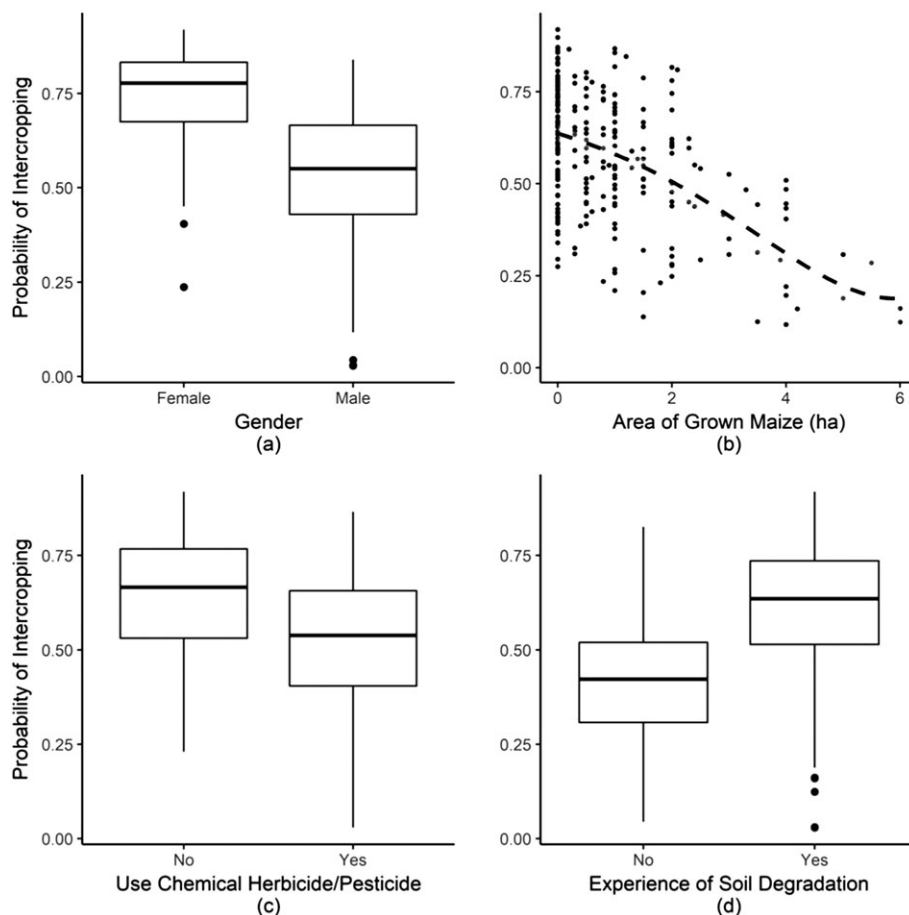 Probability of Intercropping
0.75
0.50
0.25
0.00
Female Male
Gender
(a)
0.75
0.50
0.25
0.00
0 2 4 6
Area of Grown Maize (ha)
(b)
Probability of Intercropping
0.75
0.50
0.25
0.00
No Yes
Use Chemical Herbicide/Pesticide
(c)
0.75
0.50
0.25
0.00
No Yes
Experience of Soil Degradation
(d)